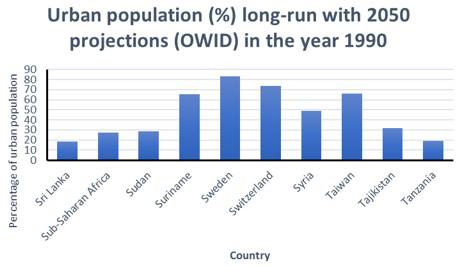 Urban population (%) long-run with 2050
projections (OWID) in the year 1990
Percentage of urban population
90
80
70
60
50
40
30
20
10
0
Sri Lanka
Sub-Saharan Africa
Sudan
Suriname
Sweden
Switzerland
Syria
Taiwan
Tajikistan
Tanzania
Country